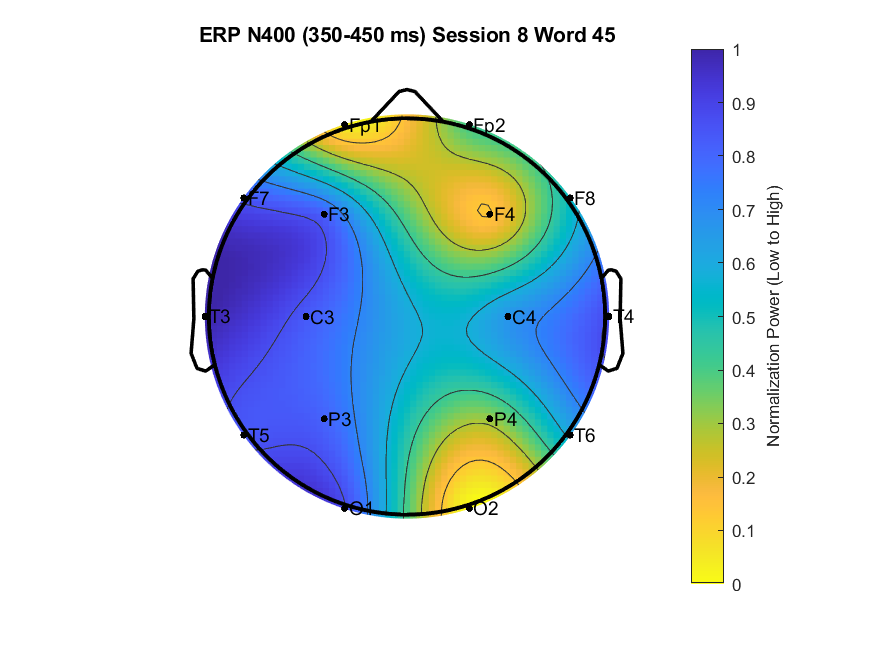 ERP N400 (350-450 ms) Session 8 Word 45
Fp1
Fp2
F7
F3
F4
F8
T3
C3
C4
T4
P3
P4
T5
T6
O1
O2
1
0.9
0.8
0.7
0.6
0.5
0.4
0.3
0.2
0.1
0
Normalization Power (Low to High)